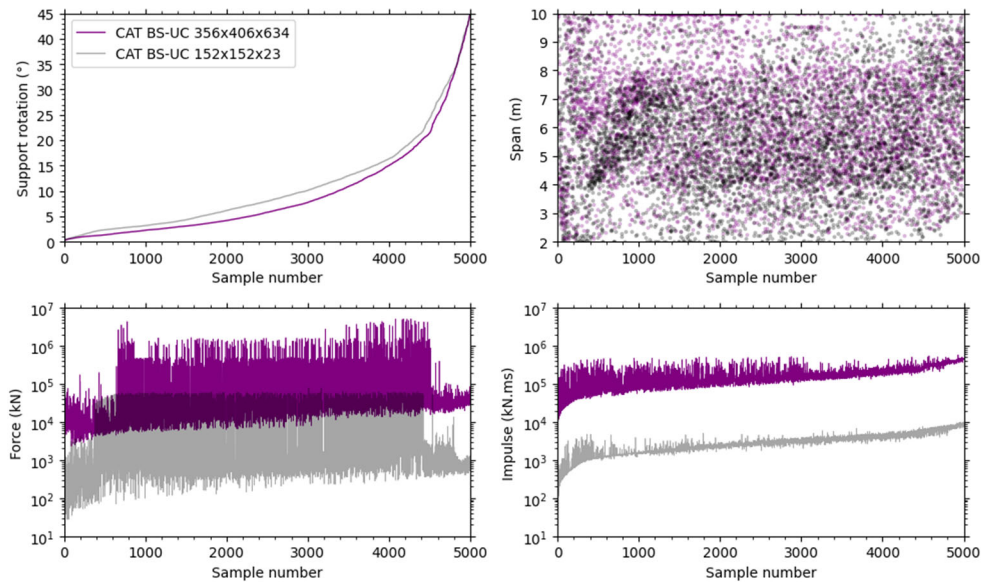 Support rotation (°)
45
40
35
30
25
20
15
10
5
0
CAT BS-UC 356x406x634
CAT BS-UC 152x152x23
0 1000 2000 3000 4000 5000
Sample number
Span (m)
10
9
8
7
6
5
4
3
2
0 1000 2000 3000 4000 5000
Sample number
Force (kN)
10⁷
10⁶
10⁵
10⁴
10³
10²
10¹
0 1000 2000 3000 4000 5000
Sample number
Impulse (kN.ms)
10⁷
10⁶
10⁵
10⁴
10³
10²
10¹
0 1000 2000 3000 4000 5000
Sample number